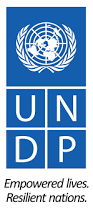 U N
D P
Empowered lives.
Resilient nations.